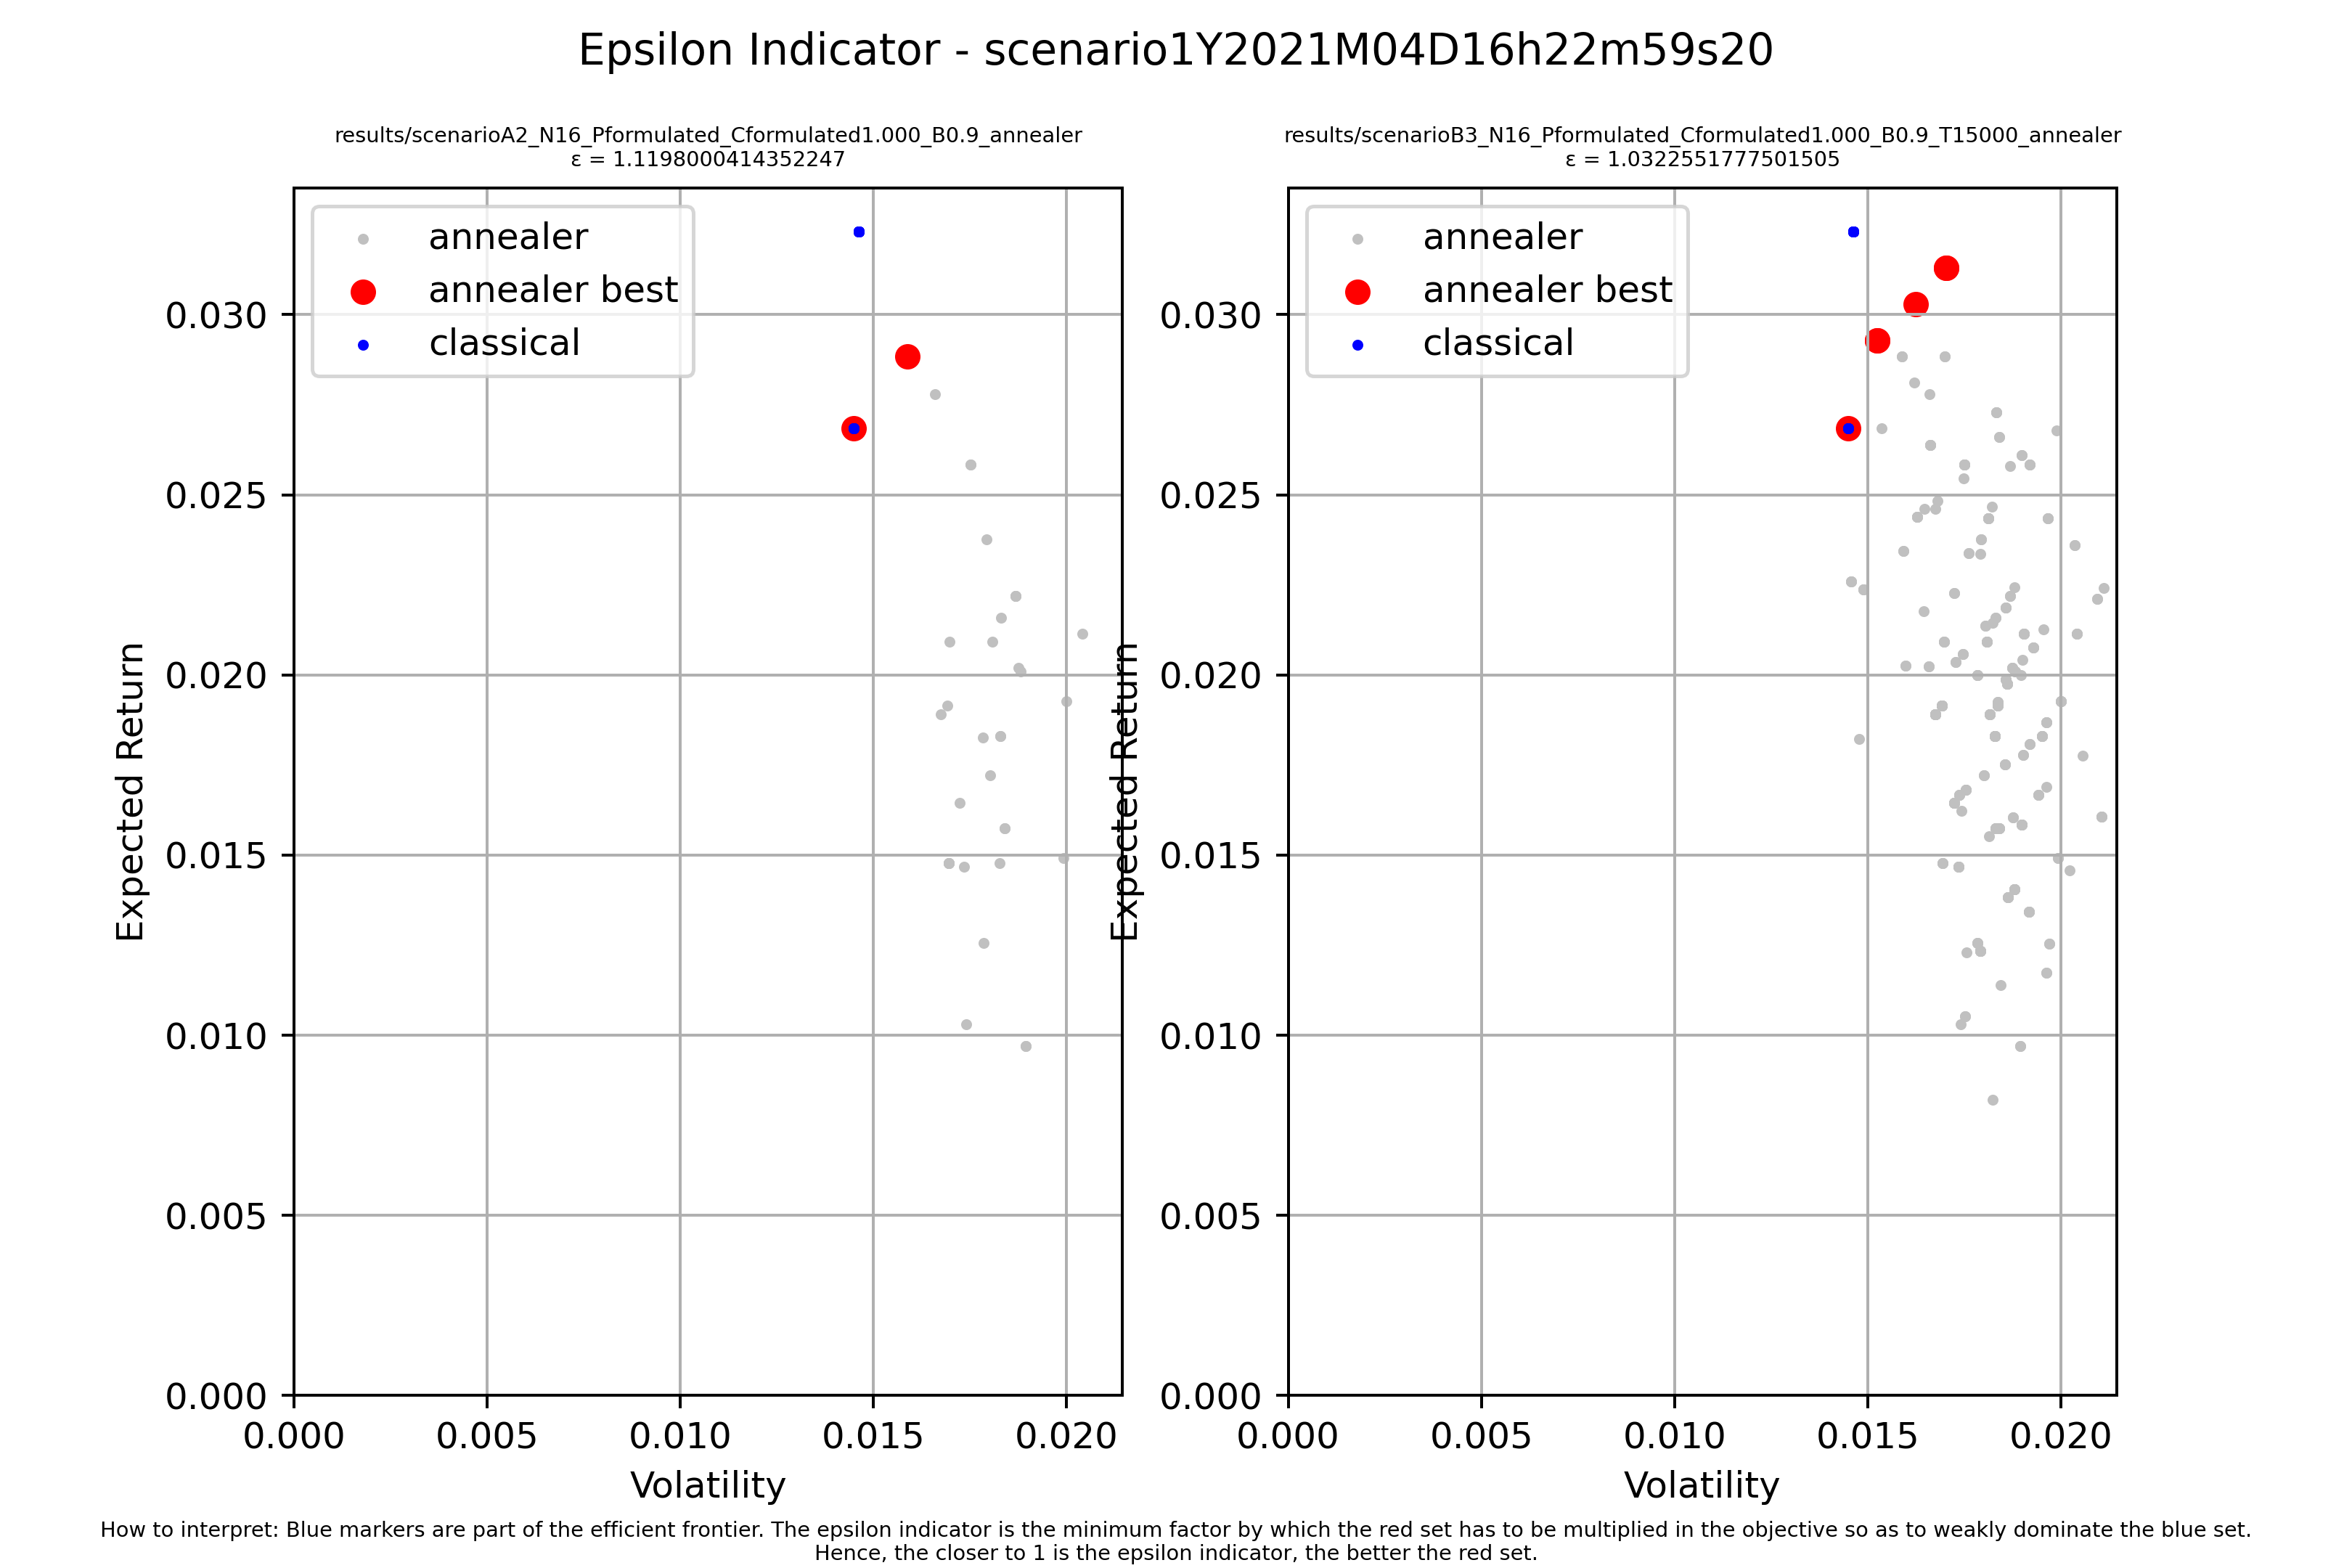 Epsilon Indicator - scenario1Y2021M04D16h22m59s20
results/scenarioA2_N16_Pformulated_Cformulated1.000_B0.9_annealer
ε = 1.1198000414352247
annealer
annealer best
classical
0.030
0.025
0.020
0.015
0.010
0.005
0.000
Expected Return
0.000 0.005 0.010 0.015 0.020
Volatility
results/scenarioB3_N16_Pformulated_Cformulated1.000_B0.9_T15000_annealer
ε = 1.0322551777501505
annealer
annealer best
classical
0.030
0.025
0.020
0.015
0.010
0.005
0.000
Expected Return
0.000 0.005 0.010 0.015 0.020
Volatility
How to interpret: Blue markers are part of the efficient frontier. The epsilon indicator is the minimum factor by which the red set has to be multiplied in the objective so as to weakly dominate the blue set.
Hence, the closer to 1 is the epsilon indicator, the better the red set.